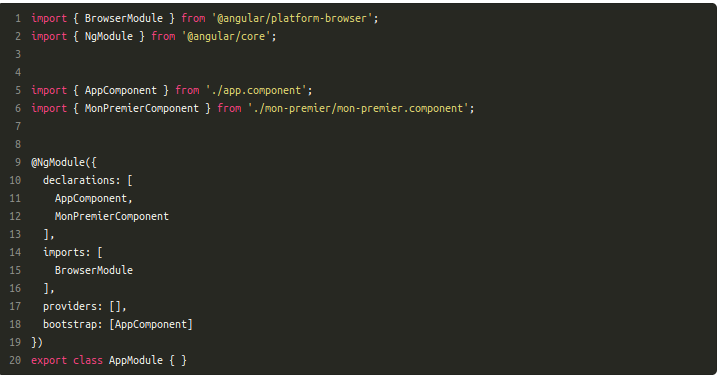 1 import { BrowserModule } from '@angular/platform-browser';
2 import { NgModule } from '@angular/core';
3
4
5 import { AppComponent } from './app.component';
6 import { MonPremierComponent } from './mon-premier/mon-premier.component';
7
8
9 @NgModule({
10   declarations: [
11     AppComponent,
12     MonPremierComponent
13   ],
14   imports: [
15     BrowserModule
16   ],
17   providers: [],
18   bootstrap: [AppComponent]
19 })
20 export class AppModule { }